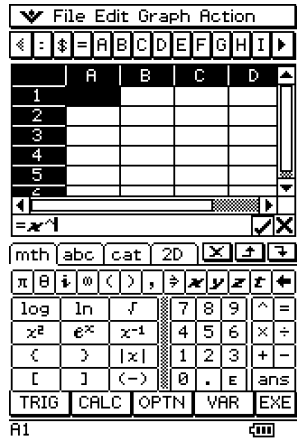 File Edit Graph Action
: $ = A B C D E F G H I
A B C D
1
2
3
4
5
=x^
mth abc cat 2D
π θ i ∞ ( ) , ⇒ x y z t ←
log ln √ 7 8 9 ^ =
x² eˣ x⁻¹ 4 5 6 × ÷
( ) |x| 1 2 3 + −
[ ] (−) 0 . E ans
TRIG CALC OPTN VAR EXE
A1